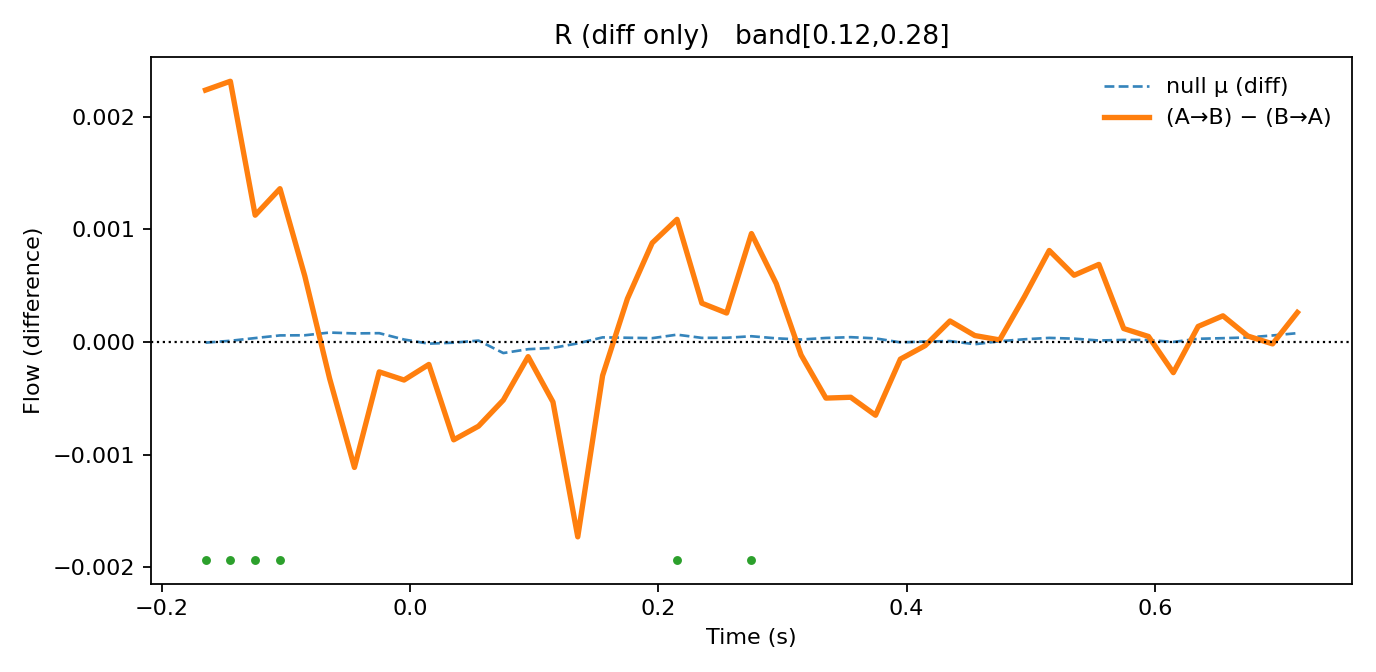 R (diff only)   band[0.12,0.28]
null μ (diff)
(A→B) − (B→A)
Flow (difference)
0.002
0.001
0.000
−0.001
−0.002
−0.2
0.0
0.2
0.4
0.6
Time (s)